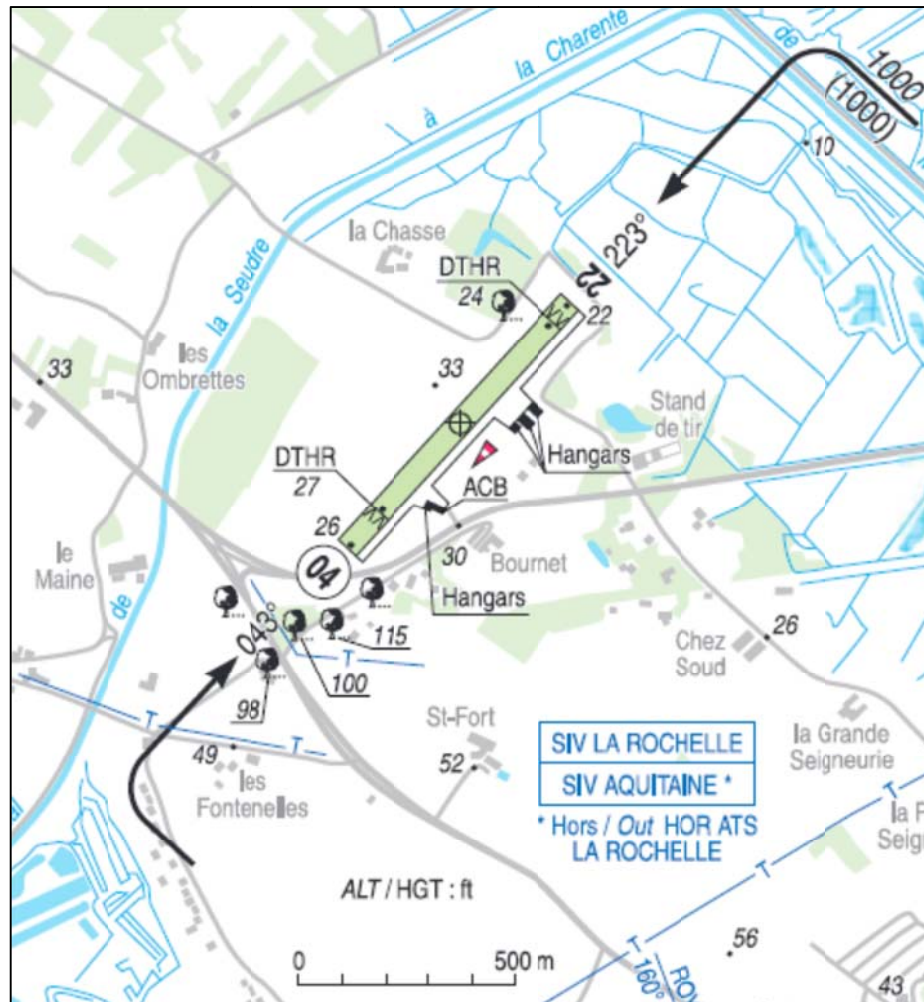 à la Charente
de
1000
(1000)
10
la Chasse
DTHR
24
223°
22
22
la Seudre
les
Ombrettes
33
33
Stand
de tir
Hangars
DTHR
27
ACB
26
04
30
Bournet
le
Maine
Hangars
de
043°
115
100
98
T
26
Chez
Soud
St-Fort
52
la Grande
Seigneurie
T
T
49
les
Fontenelles
SIV LA ROCHELLE
SIV AQUITAINE *
* Hors / Out HOR ATS
LA ROCHELLE
T
ALT / HGT : ft
0
500 m
T
160°
56
43